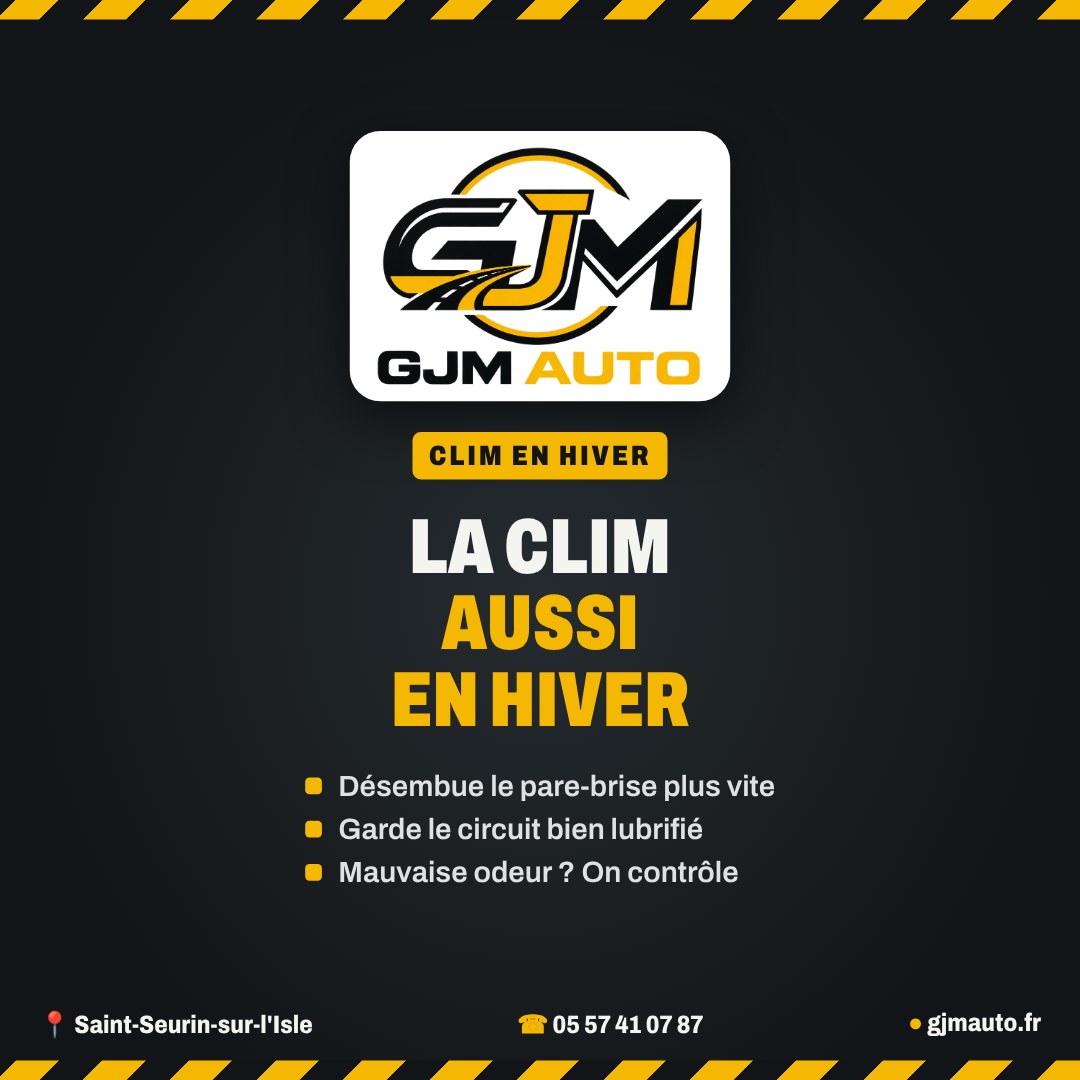 GJM
GJM AUTO
CLIM EN HIVER
LA CLIM
AUSSI
EN HIVER
Désembue le pare-brise plus vite
Garde le circuit bien lubrifié
Mauvaise odeur ? On contrôle
📍 Saint-Seurin-sur-l'Isle
☎ 05 57 41 07 87
● gjmauto.fr